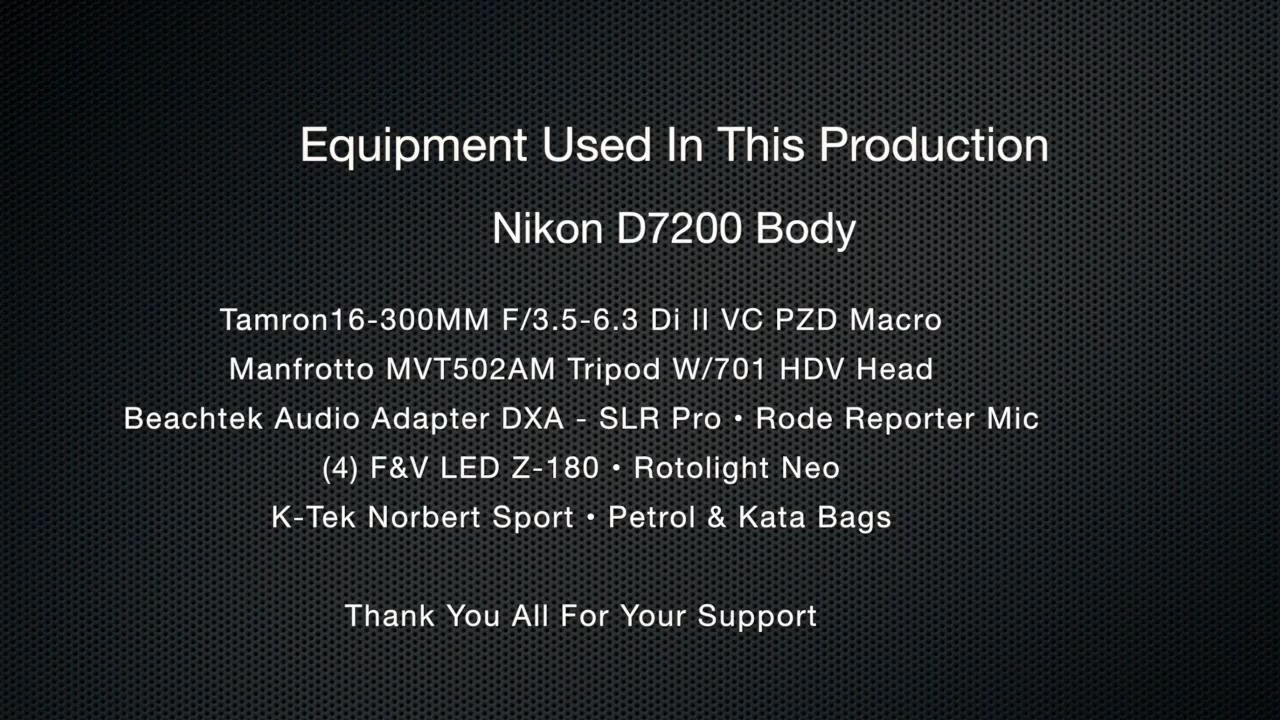 Equipment Used In This Production
Nikon D7200 Body
Tamron16-300MM F/3.5-6.3 Di II VC PZD Macro
Manfrotto MVT502AM Tripod W/701 HDV Head
Beachtek Audio Adapter DXA - SLR Pro • Rode Reporter Mic
(4) F&V LED Z-180 • Rotolight Neo
K-Tek Norbert Sport • Petrol & Kata Bags
Thank You All For Your Support